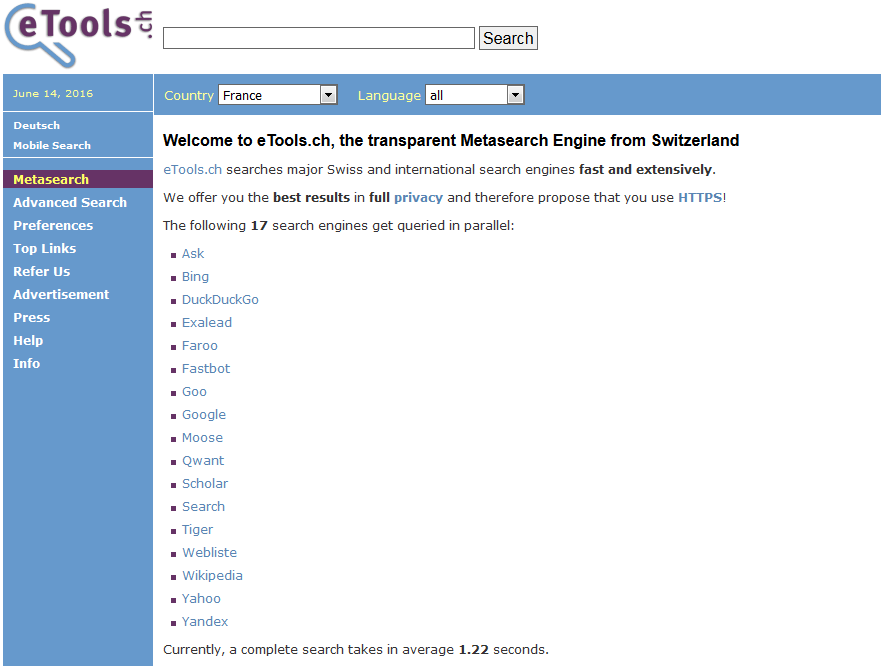 eTools.ch
Search
June 14, 2016
Country France Language all
Deutsch
Mobile Search
Metasearch
Advanced Search
Preferences
Top Links
Refer Us
Advertisement
Press
Help
Info
Welcome to eTools.ch, the transparent Metasearch Engine from Switzerland
eTools.ch searches major Swiss and international search engines fast and extensively.
We offer you the best results in full privacy and therefore propose that you use HTTPS!
The following 17 search engines get queried in parallel:
Ask
Bing
DuckDuckGo
Exalead
Faroo
Fastbot
Goo
Google
Moose
Qwant
Scholar
Search
Tiger
Webliste
Wikipedia
Yahoo
Yandex
Currently, a complete search takes in average 1.22 seconds.